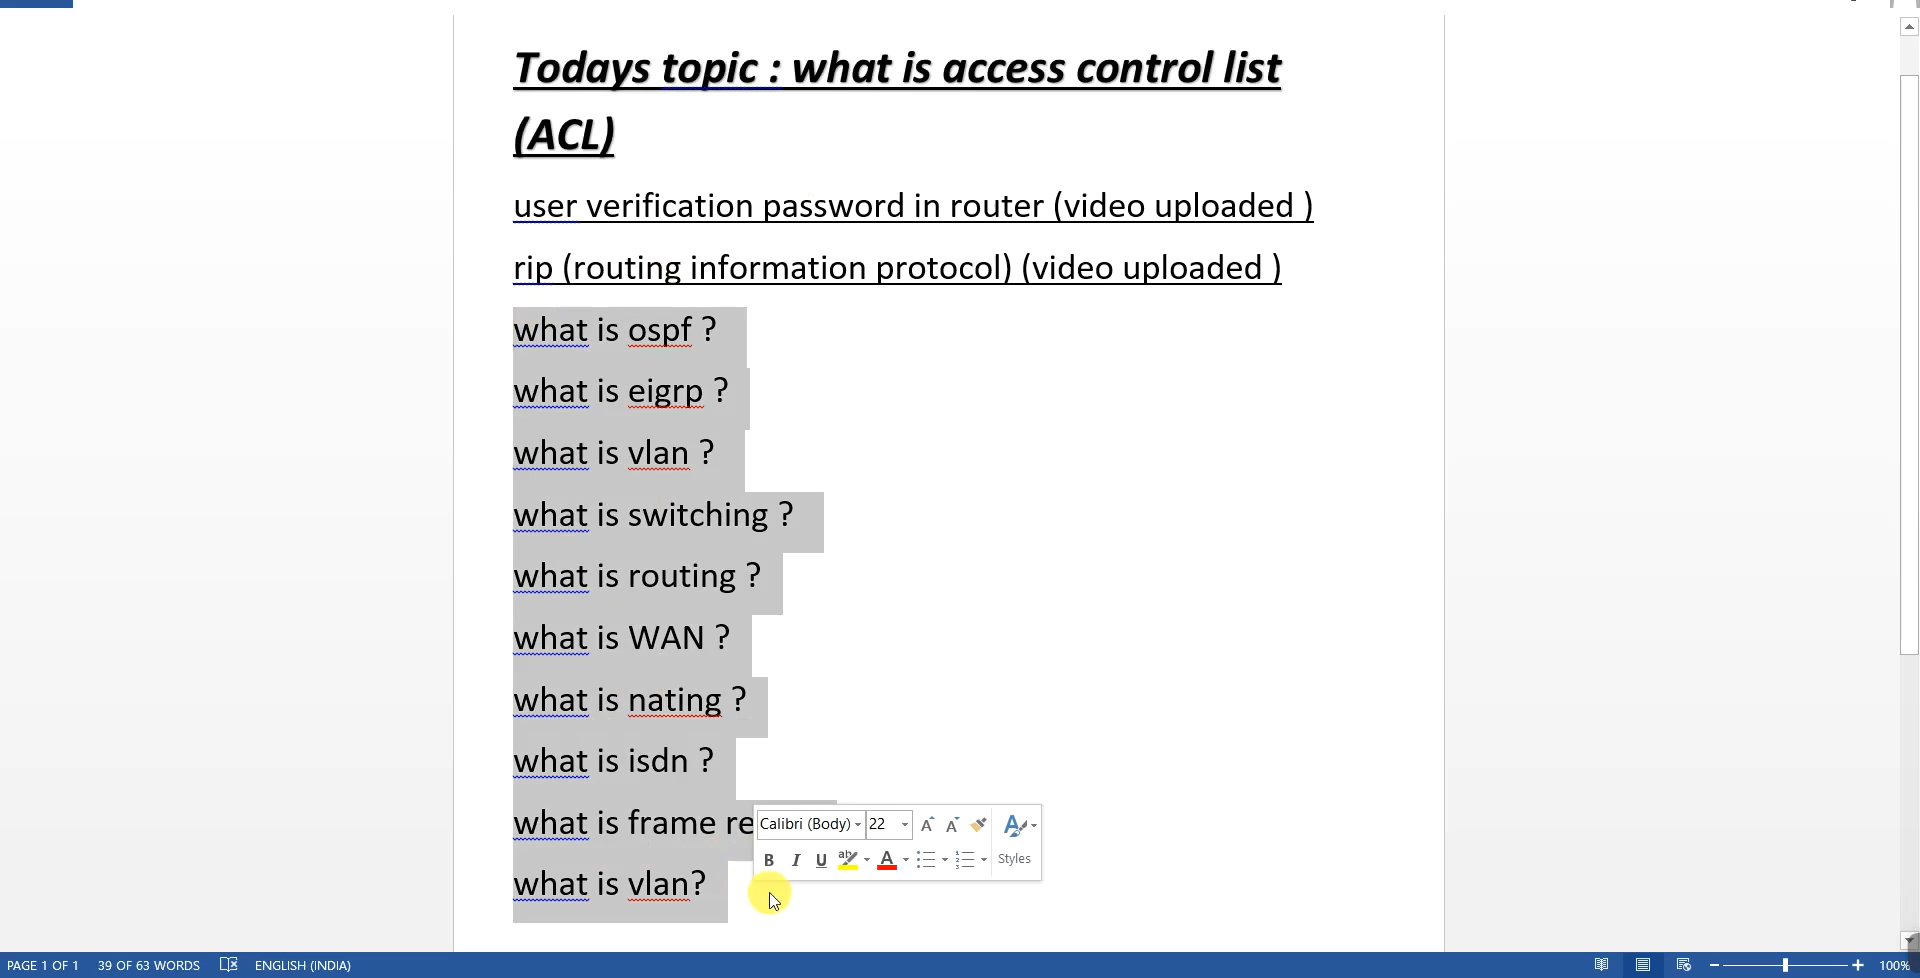 Todays topic : what is access control list
(ACL)
user verification password in router (video uploaded )
rip (routing information protocol) (video uploaded )
what is ospf ?
what is eigrp ?
what is vlan ?
what is switching ?
what is routing ?
what is WAN ?
what is nating ?
what is isdn ?
what is frame re
Calibri (Body) 22 A A A
B I U ab A Styles
what is vlan?
PAGE 1 OF 1 39 OF 63 WORDS ENGLISH (INDIA) 100%